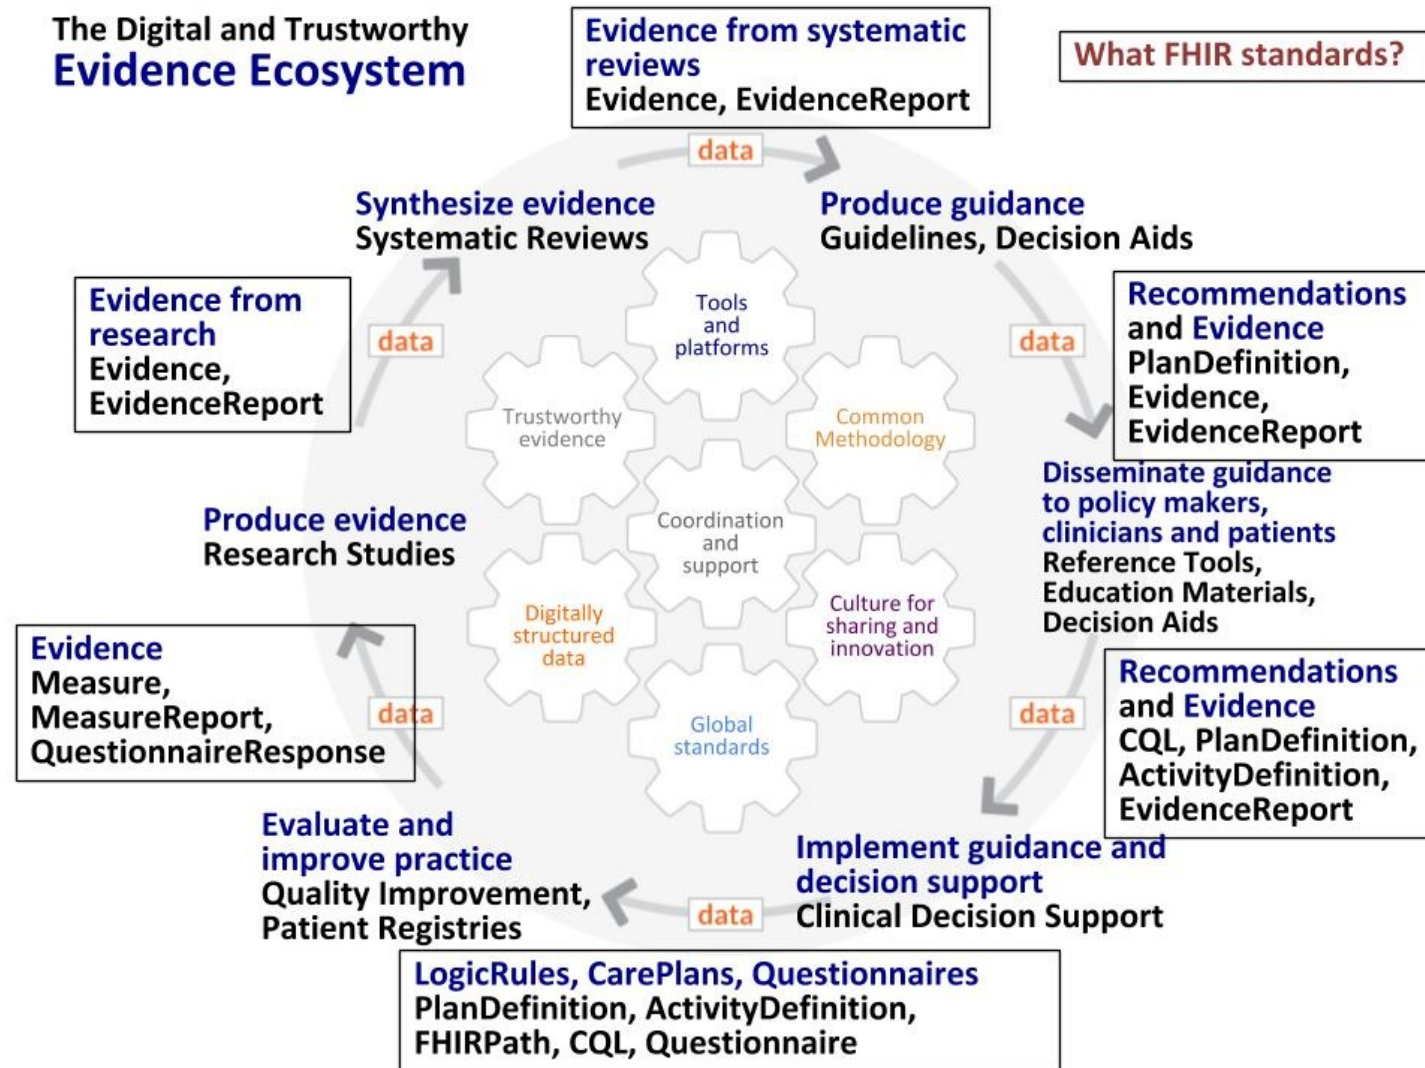 The Digital and Trustworthy
Evidence Ecosystem
Evidence from systematic
reviews
Evidence, EvidenceReport
What FHIR standards?
data
Synthesize evidence
Systematic Reviews
Produce guidance
Guidelines, Decision Aids
Evidence from
research
Evidence,
EvidenceReport
data
Tools
and
platforms
data
Recommendations
and Evidence
PlanDefinition,
Evidence,
EvidenceReport
Trustworthy
evidence
Common
Methodology
Disseminate guidance
to policy makers,
clinicians and patients
Reference Tools,
Education Materials,
Decision Aids
Produce evidence
Research Studies
Coordination
and
support
Digitally
structured
data
Culture for
sharing and
innovation
Evidence
Measure,
MeasureReport,
QuestionnaireResponse
data
Global
standards
data
Recommendations
and Evidence
CQL, PlanDefinition,
ActivityDefinition,
EvidenceReport
Evaluate and
improve practice
Quality Improvement,
Patient Registries
data
Implement guidance and
decision support
Clinical Decision Support
LogicRules, CarePlans, Questionnaires
PlanDefinition, ActivityDefinition,
FHIRPath, CQL, Questionnaire